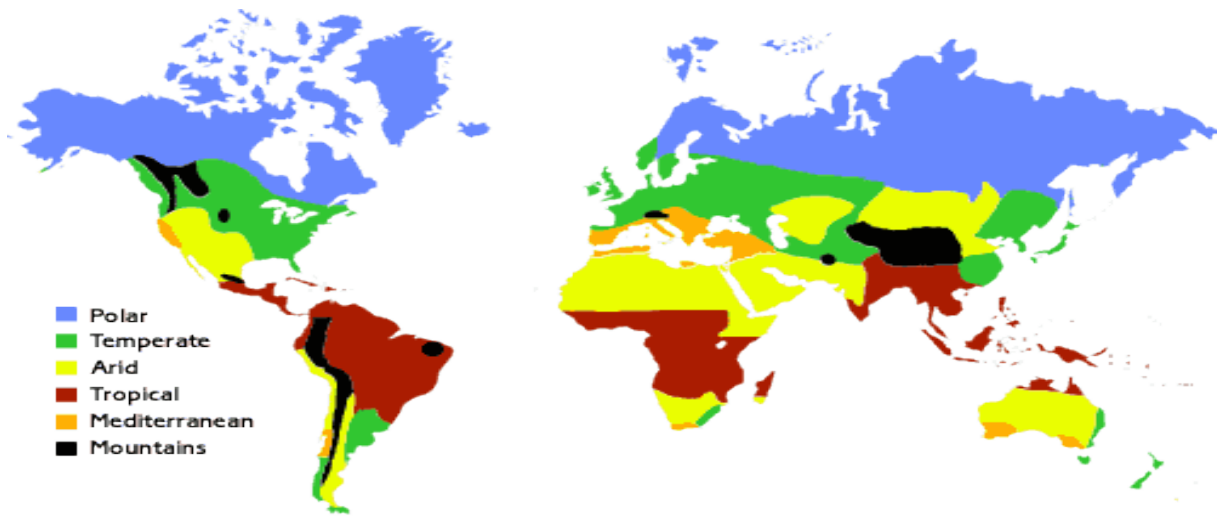 Polar
Temperate
Arid
Tropical
Mediterranean
Mountains